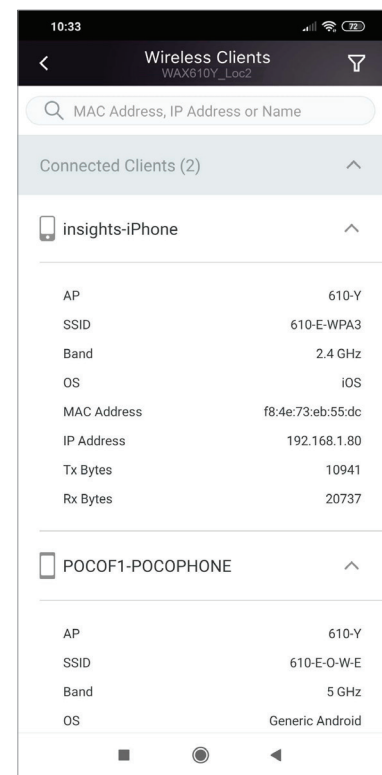 10:33
72
Wireless Clients
WAX610Y_Loc2
MAC Address, IP Address or Name
Connected Clients (2)
insights-iPhone
AP 610-Y
SSID 610-E-WPA3
Band 2.4 GHz
OS iOS
MAC Address f8:4e:73:eb:55:dc
IP Address 192.168.1.80
Tx Bytes 10941
Rx Bytes 20737
POCOF1-POCOPHONE
AP 610-Y
SSID 610-E-O-W-E
Band 5 GHz
OS Generic Android